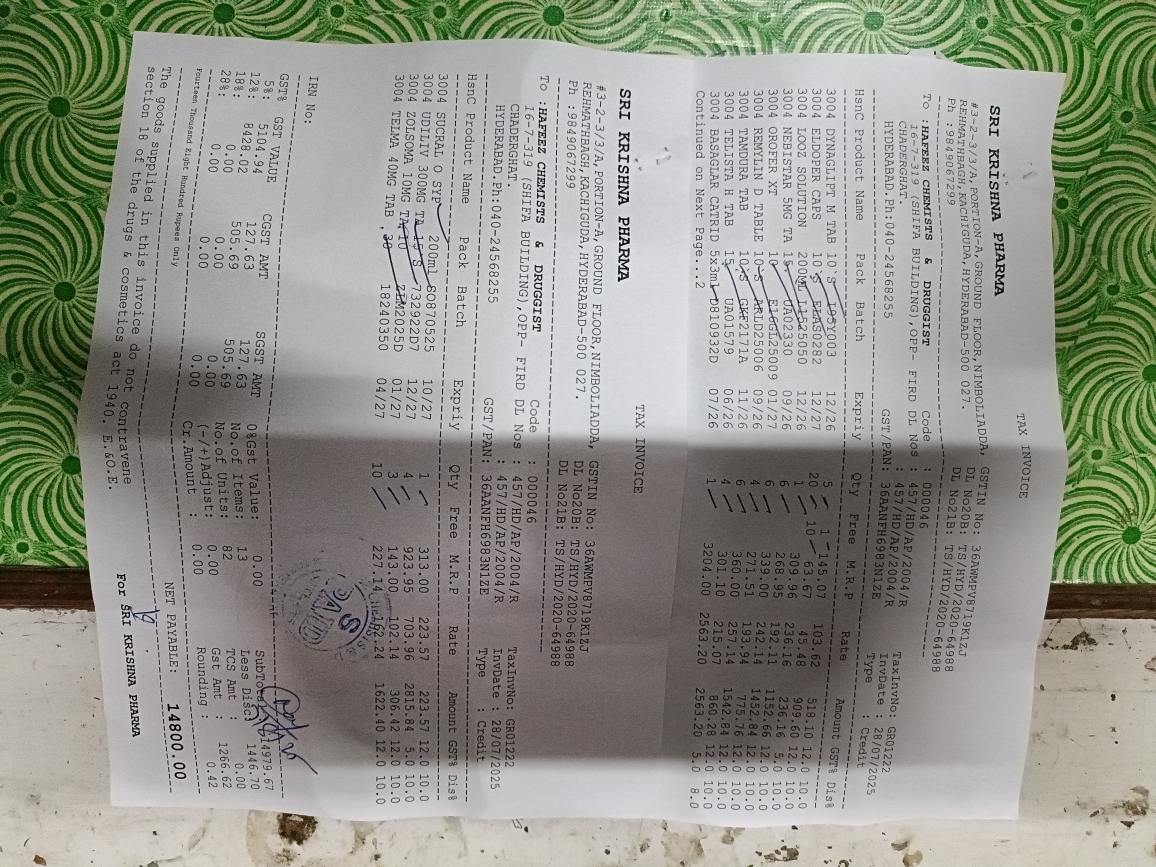 TAX INVOICE
SRI KRISHNA PHARMA
#3-2-3/3/A, PORTION-A, GROUND FLOOR, NIMBOLIADDA, GSTIN No: 36AWMPV8719K1ZJ
REHMATHBAGH, KACHIGUDA, HYDERABAD-500 027. DL No20B: TS/HYD/2020-64988
Ph :9849067299 DL No21B: TS/HYD/2020-64988
To :HAFEEZ CHEMISTS & DRUGGIST Code : 000046 TaxInvNo: GR01222
16-7-319 (SHIFA BUILDING), OPP- FIRD DL Nos : 457/HD/AP/2004/R InvDate : 28/07/2025
CHADERGHAT. : 457/HD/AP/2004/R Type : Credit
HYDERABAD.Ph:040-24568255 GST/PAN: 36AANFH6983N1ZE
HsnC Product Name Pack Batch Expriy Qty Free M.R.P Rate Amount GST% Dis%
3004 DYNAGLIPT M TAB 10'S 12/26 5 1 149.07 103.62 518.10 12.0 10.0
3004 ELDOPER CAPS 10'S ELAS0282 12/27 20 10 63.67 45.48 909.60 12.0 10.0
3004 LOOZ SOLUTION 200ML 12/26 1 309.96 236.16 236.16 5.0 10.0
3004 NEBISTAR 5MG TA 15 UA02330 09/26 6 268.95 192.11 1152.66 12.0 10.0
3004 OROFER XT 10 01/27 6 339.00 242.14 1452.84 12.0 10.0
3004 REMYLIN D TABLE 10'S ARLD25006 09/26 4 271.51 193.94 775.76 12.0 10.0
3004 TAMDURA TAB 10'S GKF2171A 11/26 6 360.00 257.14 1542.84 12.0 10.0
3004 TELISTA H TAB 15 UA01579 06/26 4 301.10 215.07 860.28 12.0 10.0
3004 BASAGLAR CATRID 3x3ml D810932D 07/26 1 3204.00 2563.20 2563.20 5.0 8.0
Continued on Next Page...2
TAX INVOICE
SRI KRISHNA PHARMA
#3-2-3/3/A, PORTION-A, GROUND FLOOR, NIMBOLIADDA, GSTIN No: 36AWMPV8719K1ZJ
REHMATHBAGH, KACHIGUDA, HYDERABAD-500 027. DL No20B: TS/HYD/2020-64988
Ph :9849067299 DL No21B: TS/HYD/2020-64988
To :HAFEEZ CHEMISTS & DRUGGIST Code : 000046 TaxInvNo: GR01222
16-7-319 (SHIFA BUILDING), OPP- FIRD DL Nos : 457/HD/AP/2004/R InvDate : 28/07/2025
CHADERGHAT. : 457/HD/AP/2004/R Type : Credit
HYDERABAD.Ph:040-24568255 GST/PAN: 36AANFH6983N1ZE
HsnC Product Name Pack Batch Expriy Qty Free M.R.P Rate Amount GST% Dis%
3004 SUCRAL O SYP 200ml S087025 10/27 1 313.00 223.57 223.57 12.0 10.0
3004 UDILIV 300MG TA 15'S 732922D7 12/27 4 923.95 703.96 2815.84 5.0 10.0
3004 ZOLSOMA 10MG TA 10 ZIM2025D 01/27 3 143.00 102.14 306.42 12.0 10.0
3004 TELMA 40MG TAB 30 18240350 04/27 10 227.14 162.24 1622.40 12.0 10.0
IRN No:
GST% GST VALUE CGST AMT SGST AMT 0%Gst Value: 0.00 SubTotal 14979.67
5%: 5104.94 127.63 127.63 No.of Items: 13 Less Disc: 1446.70
12%: 8428.02 505.69 505.69 No.of Units: 82 TCS Amt : 0.00
18%: 0.00 0.00 0.00 (-/+)Adjust: 0.00 Gst Amt : 1266.62
28%: 0.00 0.00 0.00 Cr.Amount : 0.00 Rounding : 0.42
Fourteen Thousand Eight Hundred Rupees Only NET PAYABLE: 14800.00
The goods supplied in this invoice do not contravene
section 18 of the drugs & cosmetics act 1940. E.&O.E. For SRI KRISHNA PHARMA